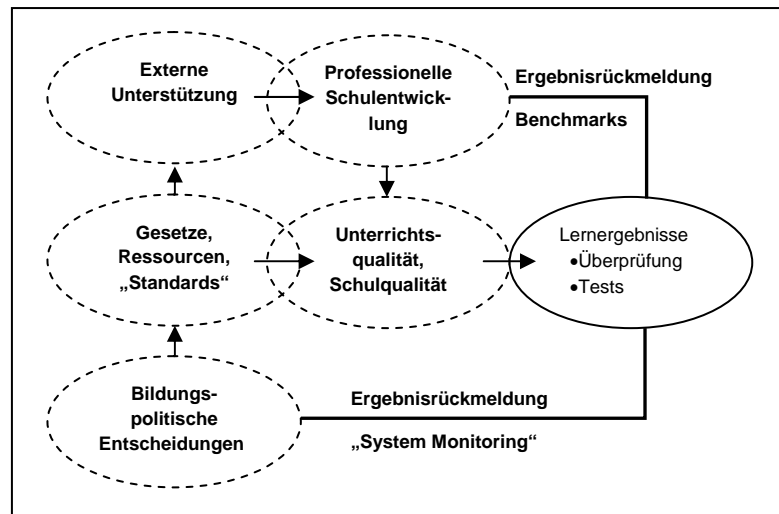 Externe
Unterstützung
Professionelle
Schulentwick-
lung
Ergebnisrückmeldung
Benchmarks
Gesetze,
Ressourcen,
„Standards“
Unterrichts-
qualität,
Schulqualität
Lernergebnisse
•Überprüfung
•Tests
Bildungs-
politische
Entscheidungen
Ergebnisrückmeldung
„System Monitoring“